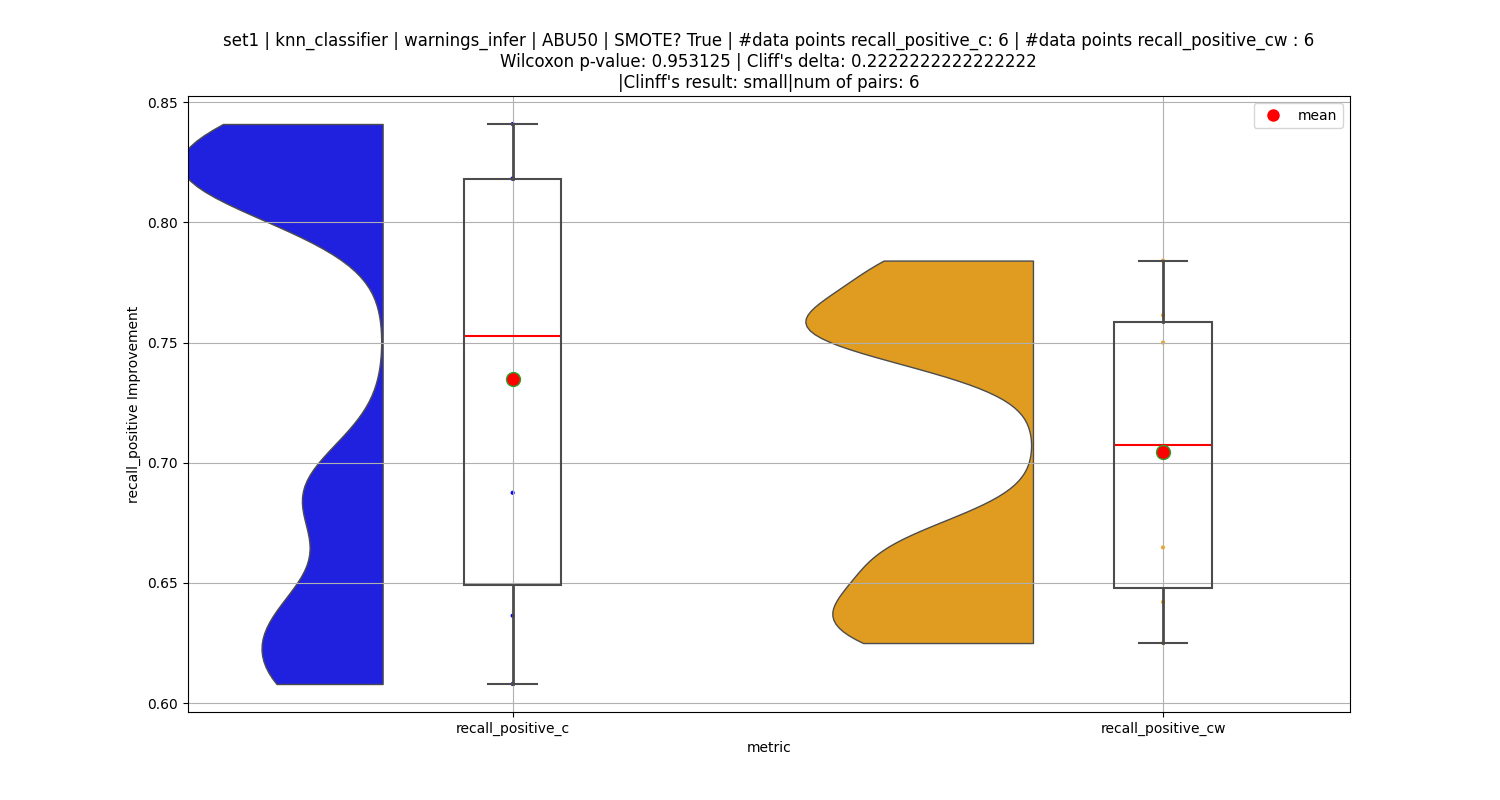 set1 | knn_classifier | warnings_infer | ABU50 | SMOTE? True | #data points recall_positive_c: 6 | #data points recall_positive_cw : 6
Wilcoxon p-value: 0.953125 | Cliff's delta: 0.2222222222222222
|Clinff's result: small|num of pairs: 6
mean
recall_positive Improvement
0.85
0.80
0.75
0.70
0.65
0.60
recall_positive_c
recall_positive_cw
metric